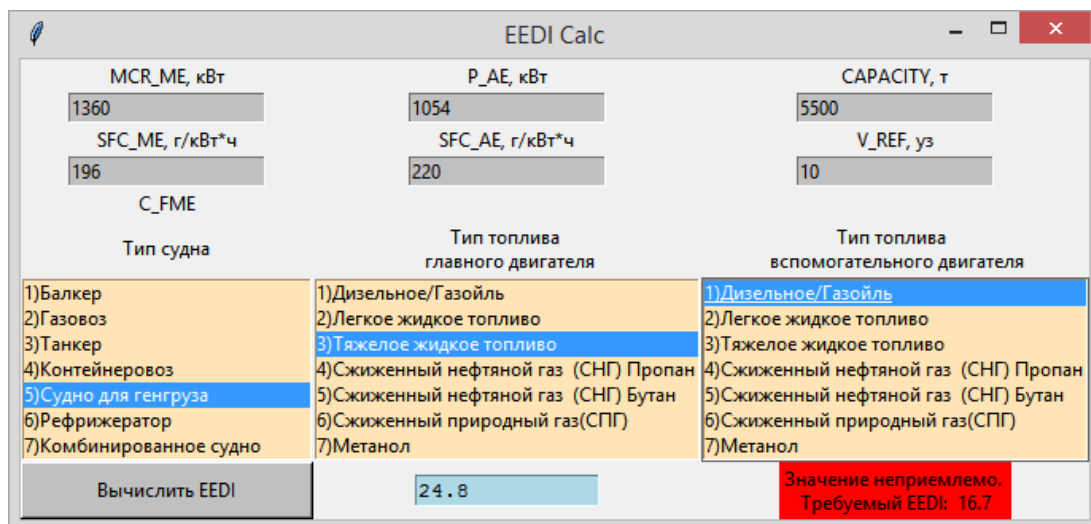 EEDI Calc
MCR_ME, кВт
P_AE, кВт
CAPACITY, т
1360
1054
5500
SFC_ME, г/кВт*ч
SFC_AE, г/кВт*ч
V_REF, уз
196
220
10
C_FME
Тип судна
Тип топлива
главного двигателя
Тип топлива
вспомогательного двигателя
1)Балкер
2)Газовоз
3)Танкер
4)Контейнеровоз
5)Судно для генгруза
6)Рефрижератор
7)Комбинированное судно
1)Дизельное/Газойль
2)Легкое жидкое топливо
3)Тяжелое жидкое топливо
4)Сжиженный нефтяной газ (СНГ) Пропан
5)Сжиженный нефтяной газ (СНГ) Бутан
6)Сжиженный природный газ(СПГ)
7)Метанол
1)Дизельное/Газойль
2)Легкое жидкое топливо
3)Тяжелое жидкое топливо
4)Сжиженный нефтяной газ (СНГ) Пропан
5)Сжиженный нефтяной газ (СНГ) Бутан
6)Сжиженный природный газ(СПГ)
7)Метанол
Вычислить EEDI
24.8
Значение неприемлемо.
Требуемый EEDI: 16.7